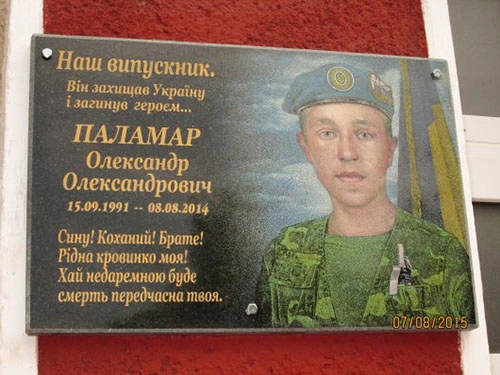 Наш випускник.
Він захищав Україну
і загинув героєм...
ПАЛАМАР
Олександр
Олександрович
15.09.1991 -- 08.08.2014
Сину! Коханий! Брате!
Рідна кровинко моя!
Хай недаремною буде
смерть передчасна твоя.
07/08/2015